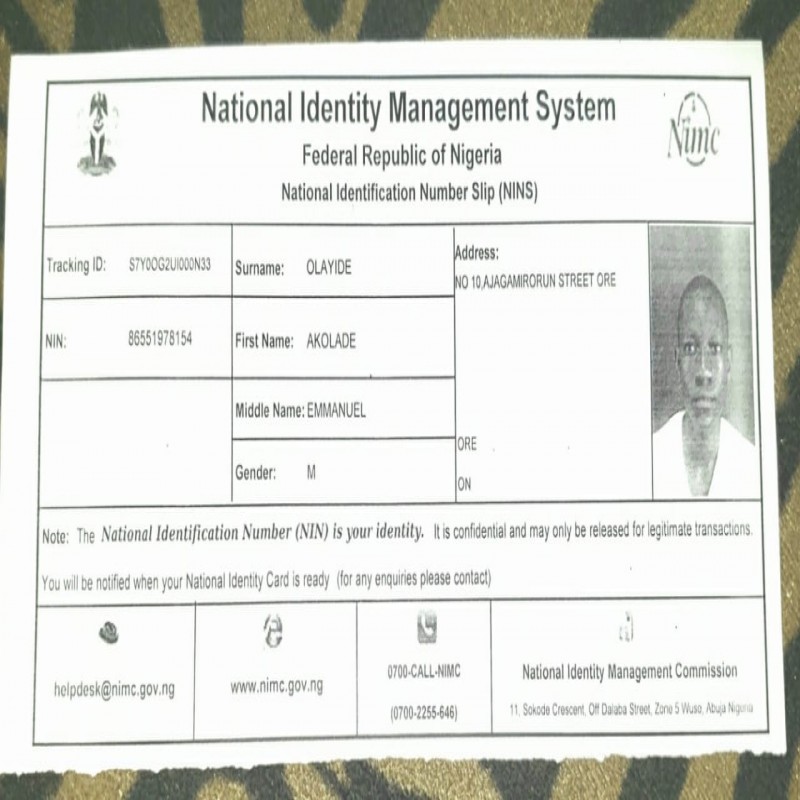 National Identity Management System
Federal Republic of Nigeria
National Identification Number Slip (NINS)
Nimc
Tracking ID: S7Y0OG2UI000N33
Surname: OLAYIDE
Address:
NO 10,AJAGAMIRORUN STREET ORE
NIN: 86551978154
First Name: AKOLADE
Middle Name: EMMANUEL
ORE
Gender: M
ON
Note: The National Identification Number (NIN) is your identity. It is confidential and may only be released for legitimate transactions.
You will be notified when your National Identity Card is ready (for any enquiries please contact)
helpdesk@nimc.gov.ng
www.nimc.gov.ng
0700-CALL-NIMC
(0700-2255-646)
National Identity Management Commission
11, Sokode Crescent, Off Dalaba Street, Zone 5 Wuse, Abuja Nigeria